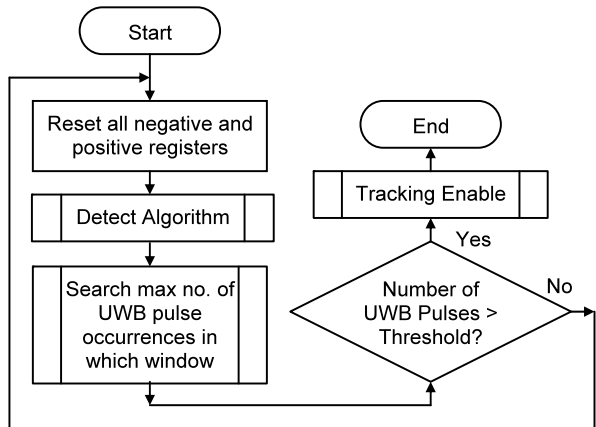 Start
Reset all negative and
positive registers
Detect Algorithm
Search max no. of
UWB pulse
occurrences in
which window
Number of
UWB Pulses >
Threshold?
Yes
No
Tracking Enable
End